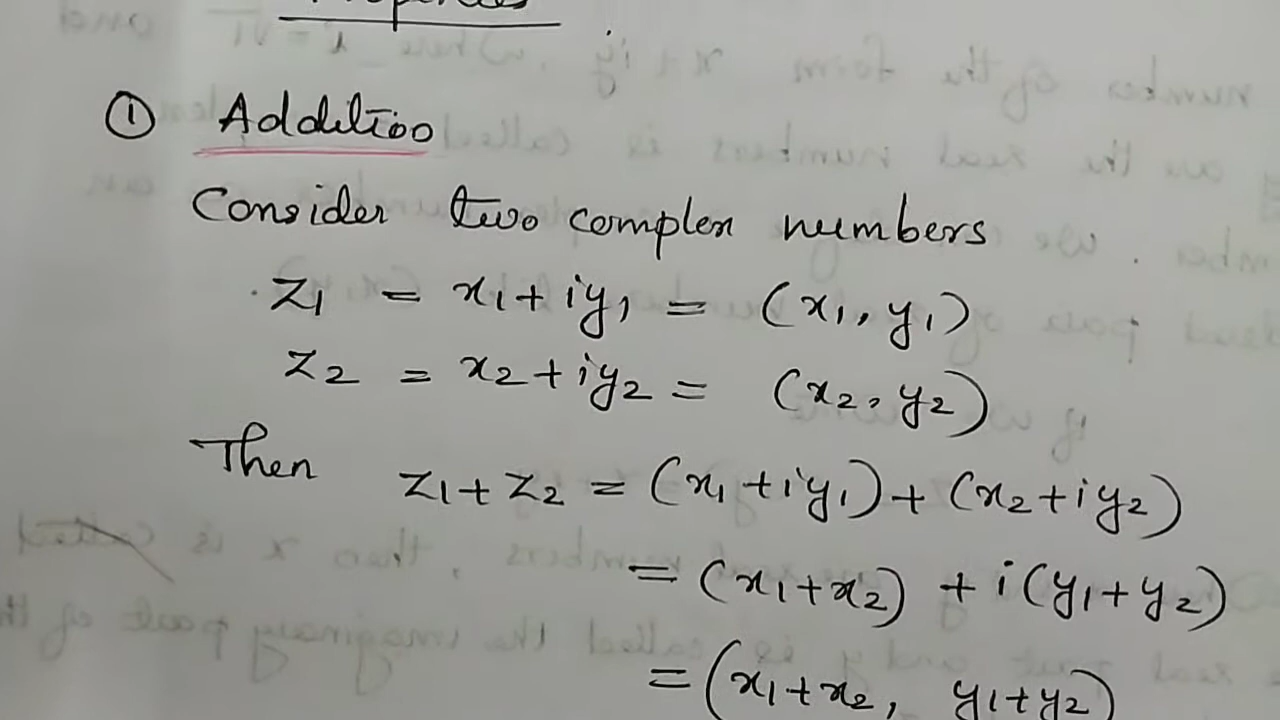 Properties
① Addition
Consider two complex numbers
z₁ = x₁ + iy₁ = (x₁, y₁)
z₂ = x₂ + iy₂ = (x₂, y₂)
Then z₁ + z₂ = (x₁ + iy₁) + (x₂ + iy₂)
= (x₁ + x₂) + i(y₁ + y₂)
= (x₁ + x₂, y₁ + y₂)